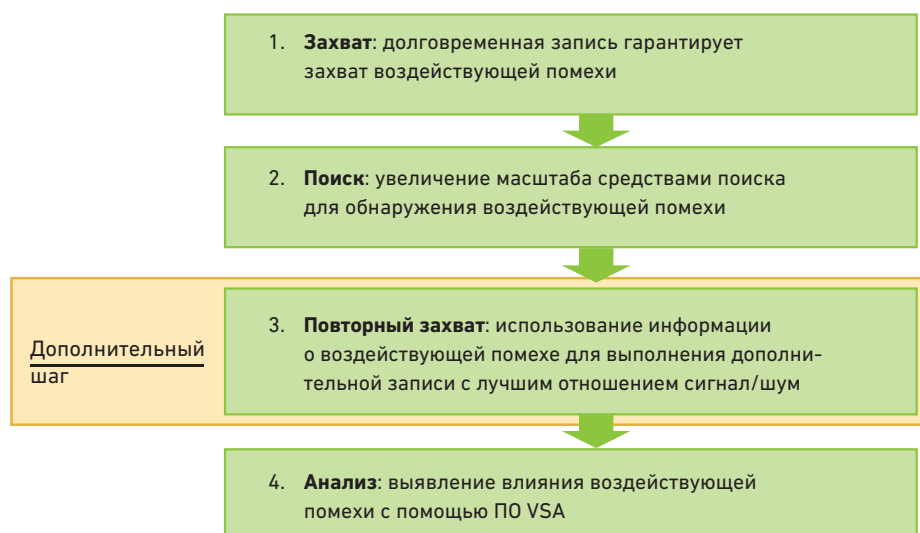 1. Захват: долговременная запись гарантирует
захват воздействующей помехи
2. Поиск: увеличение масштаба средствами поиска
для обнаружения воздействующей помехи
Дополнительный
шаг
3. Повторный захват: использование информации
о воздействующей помехе для выполнения дополни-
тельной записи с лучшим отношением сигнал/шум
4. Анализ: выявление влияния воздействующей
помехи с помощью ПО VSA